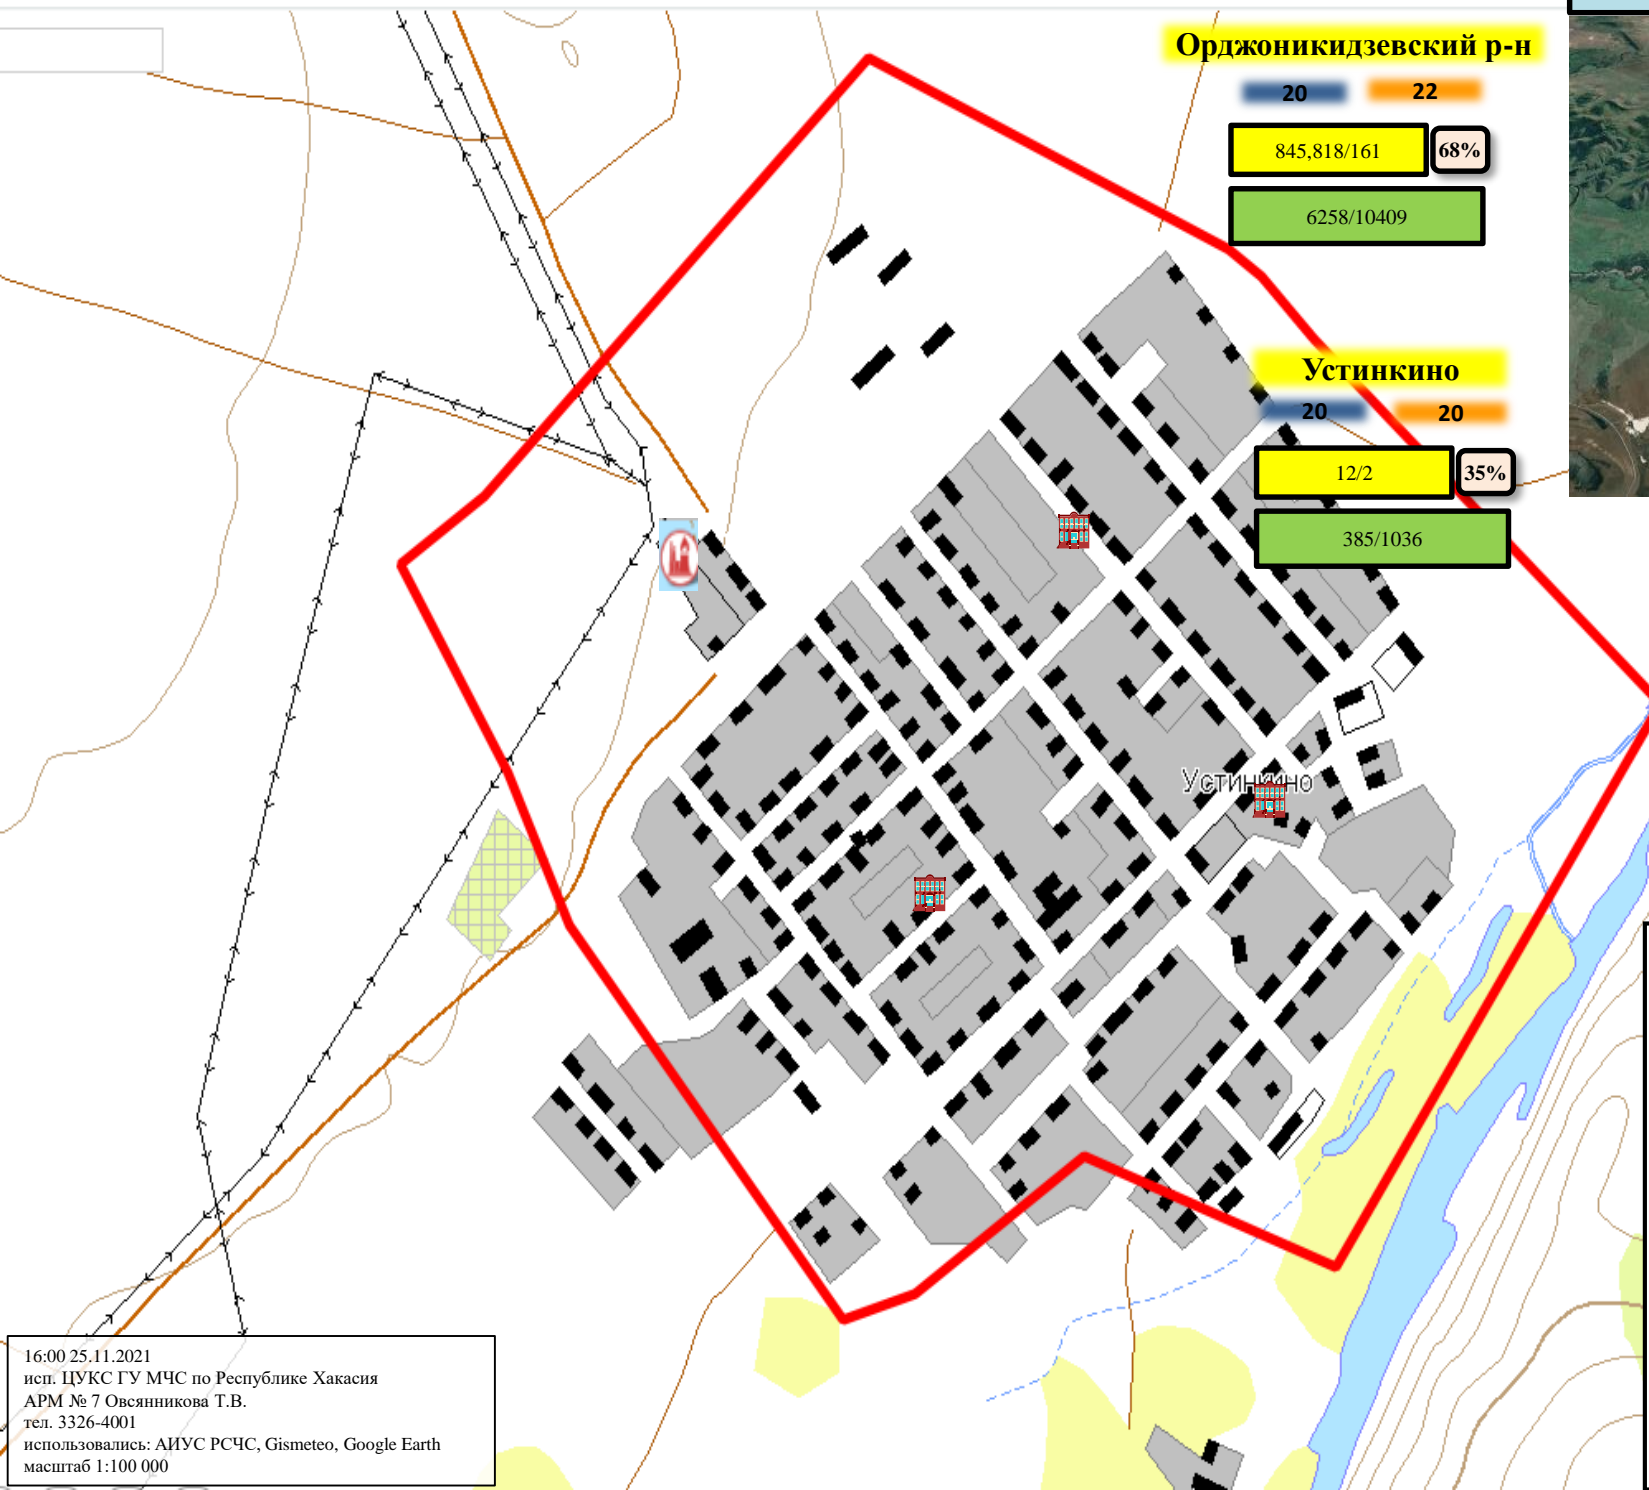 Орджоникидзевский р-н
20 22
845,818/161 68%
6258/10409
Устинкино
20 20
12/2 35%
385/1036
Устинкино
16:00 25.11.2021
исп. ЦУКС ГУ МЧС по Республике Хакасия
АРМ № 7 Овсянникова Т.В.
тел. 3326-4001
использовались: АИУС РСЧС, Gismeteo, Google Earth
масштаб 1:100 000